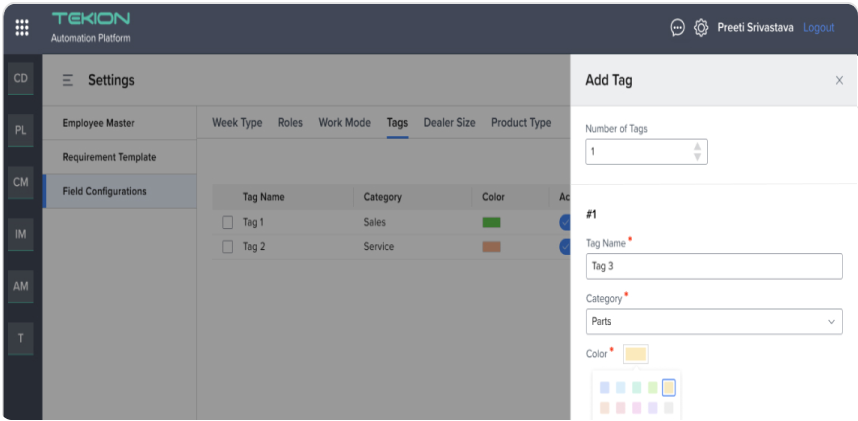 TEKION
Automation Platform
Preeti Srivastava Logout
CD
PL
CM
IM
AM
T
Settings
Employee Master
Requirement Template
Field Configurations
Week Type Roles Work Mode Tags Dealer Size Product Type
Tag Name Category Color Ac
Tag 1 Sales
Tag 2 Service
Add Tag
Number of Tags
1
#1
Tag Name *
Tag 3
Category *
Parts
Color *